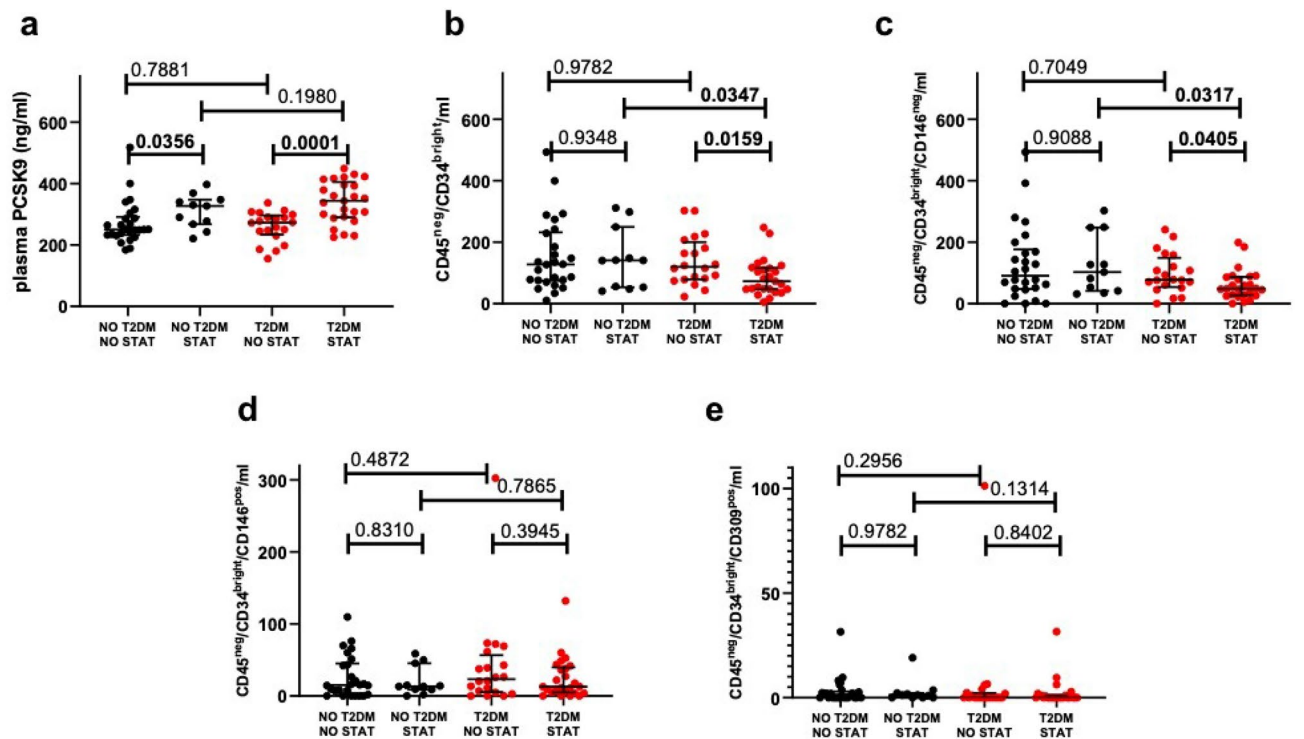 a
0.7881
0.1980
0.0356
0.0001
plasma PCSK9 (ng/ml)
600
400
200
0
NO T2DM
NO STAT
NO T2DM
STAT
T2DM
NO STAT
T2DM
STAT
b
0.9782
0.0347
0.9348
0.0159
CD45neg/CD34bright/ml
600
400
200
0
NO T2DM
NO STAT
NO T2DM
STAT
T2DM
NO STAT
T2DM
STAT
c
0.7049
0.0317
0.9088
0.0405
CD45neg/CD34bright/CD146neg/ml
600
400
200
0
NO T2DM
NO STAT
NO T2DM
STAT
T2DM
NO STAT
T2DM
STAT
d
0.4872
0.7865
0.8310
0.3945
CD45neg/CD34bright/CD146pos/ml
300
200
100
0
NO T2DM
NO STAT
NO T2DM
STAT
T2DM
NO STAT
T2DM
STAT
e
0.2956
0.1314
0.9782
0.8402
CD45neg/CD34bright/CD309pos/ml
100
50
0
NO T2DM
NO STAT
NO T2DM
STAT
T2DM
NO STAT
T2DM
STAT